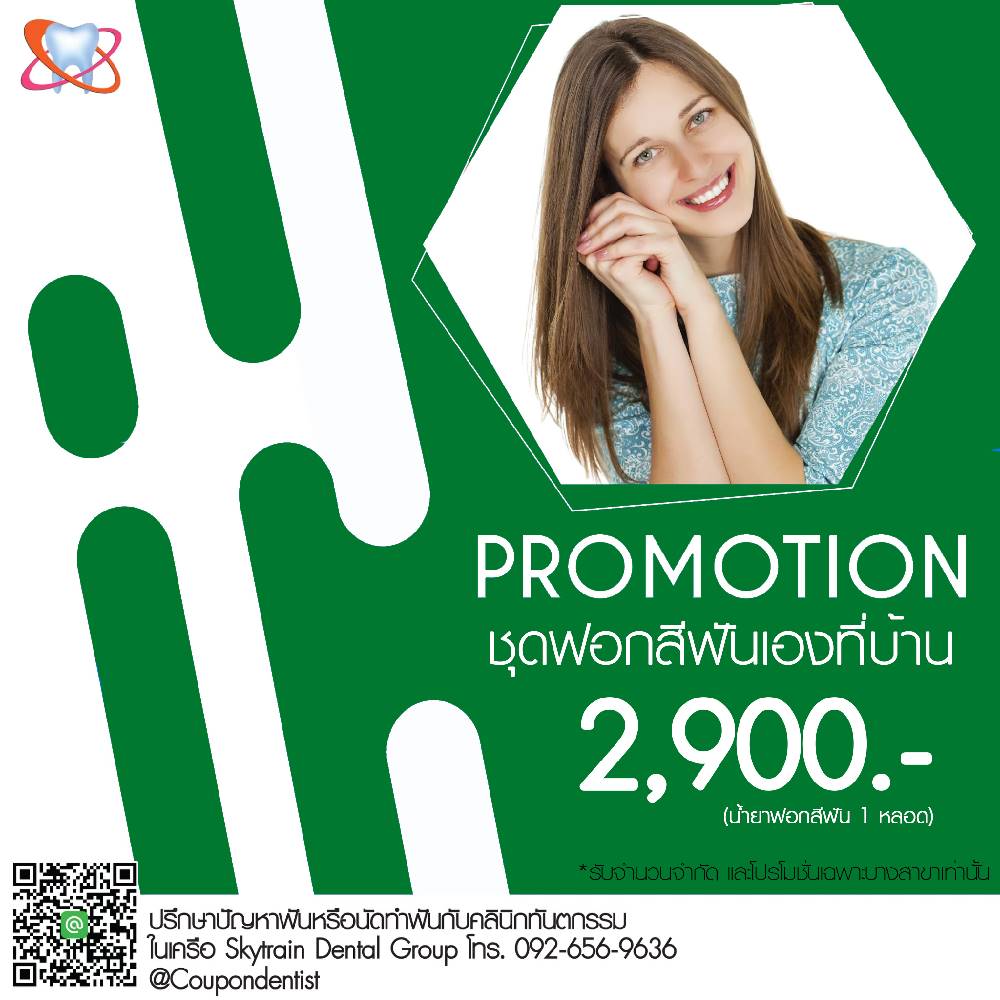 PROMOTION
ชุดฟอกสีฟันเองที่บ้าน
2,900.-
(น้ำยาฟอกสีฟัน 1 หลอด)
*รับจำนวนจำกัด และโปรโมชั่นเฉพาะบางสาขาเท่านั้น
@
ปรึกษาปัญหาฟันหรือนัดทำฟันกับคลินิกทันตกรรม
ในเครือ Skytrain Dental Group โทร. 092-656-9636
@Coupondentist